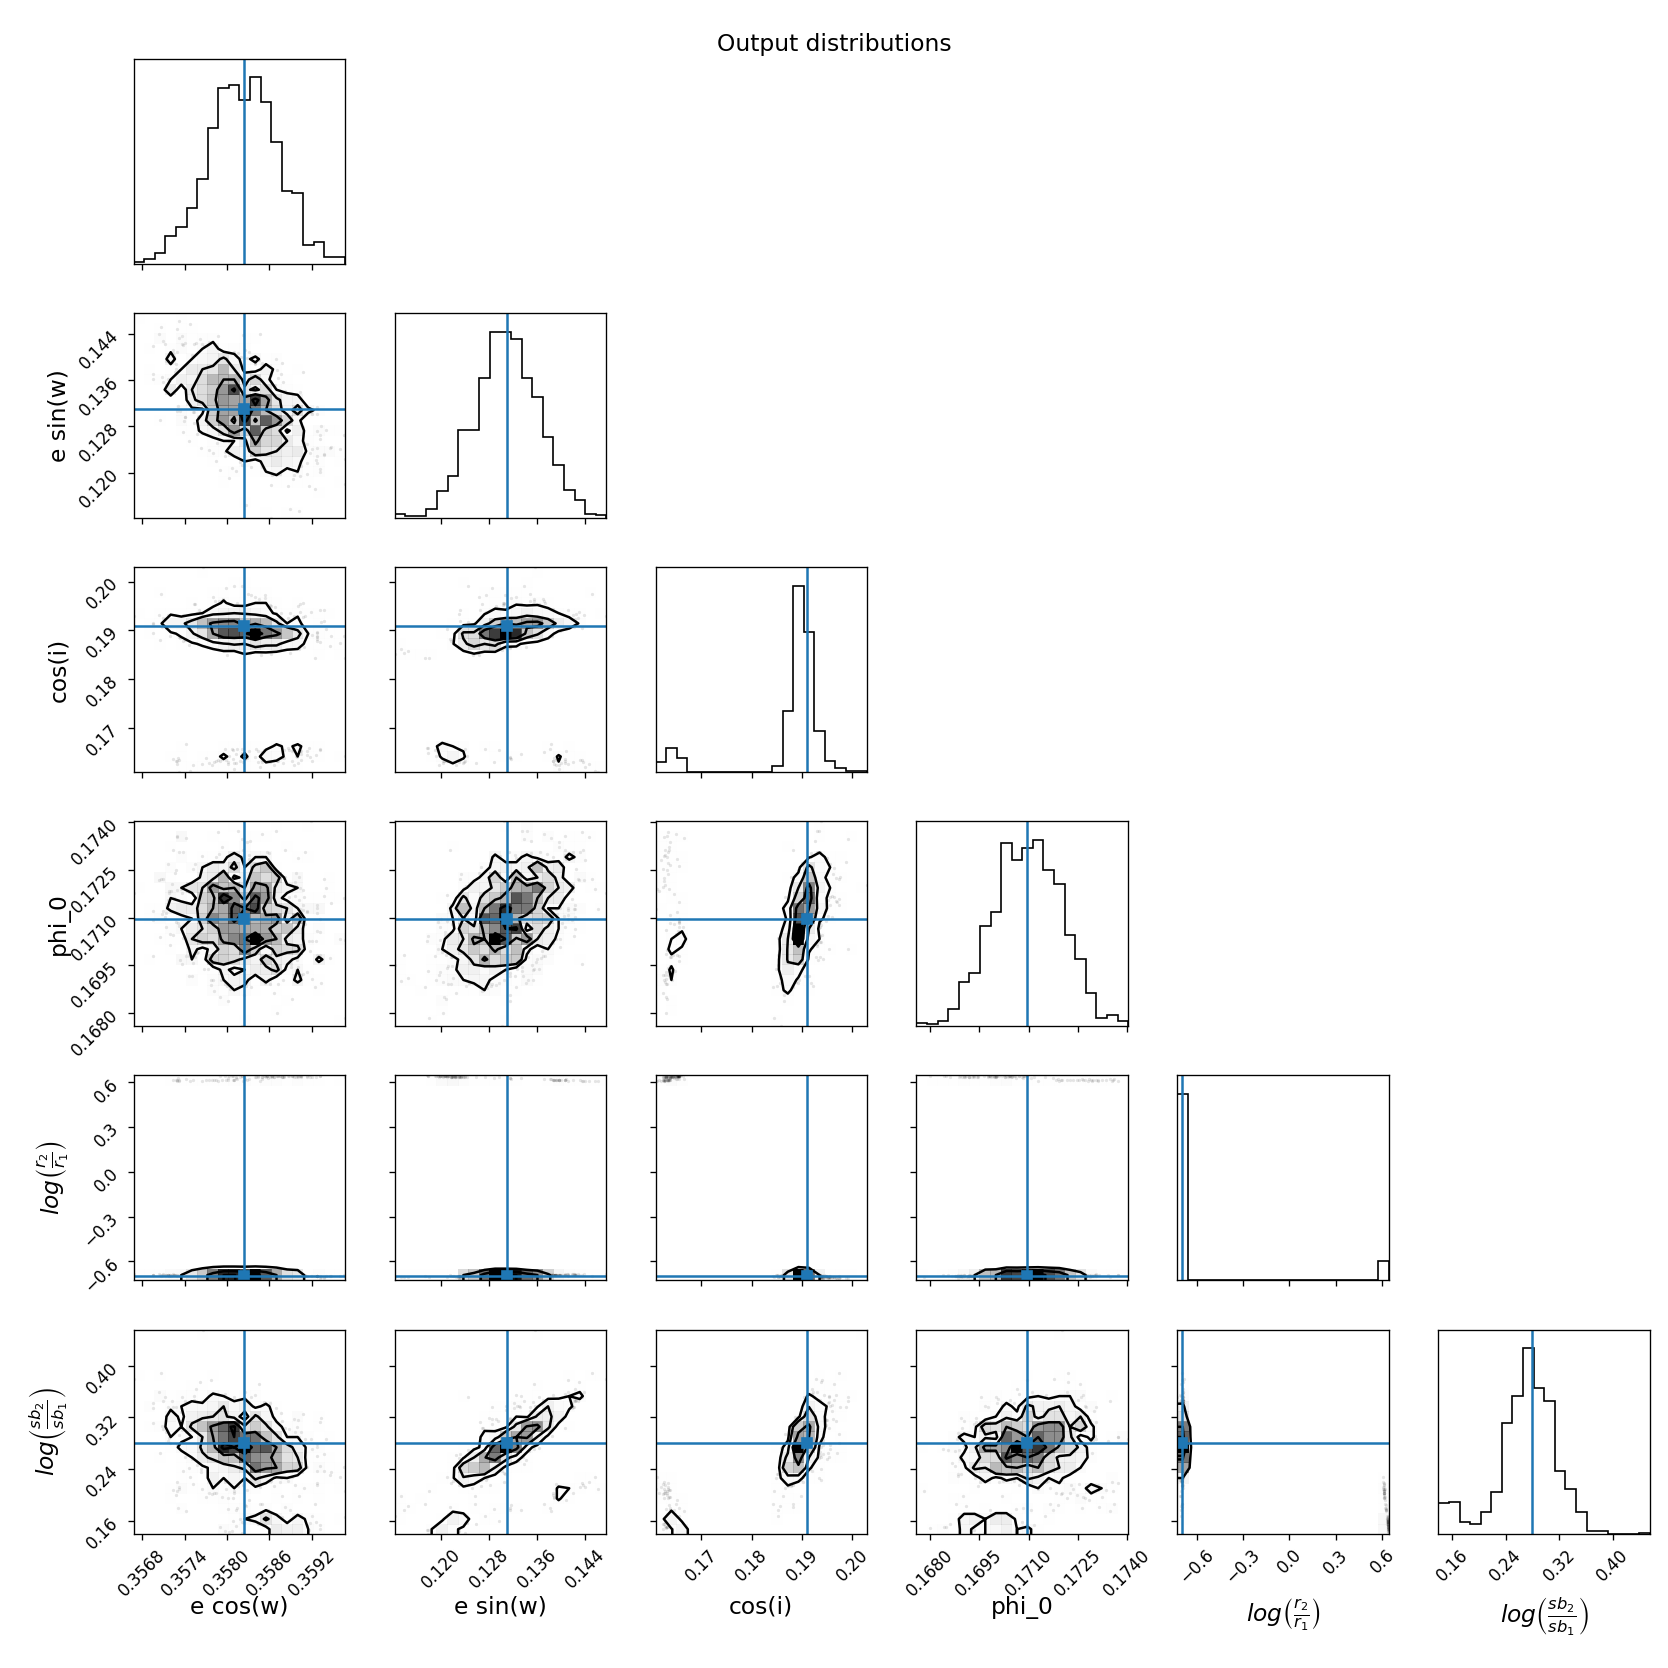 Output distributions
0.144
0.136
0.128
0.120
e sin(w)
0.20
0.19
0.18
0.17
cos(i)
0.1740
0.1725
0.1710
0.1695
0.1680
phi_0
0.6
0.3
0.0
−0.3
−0.6
log(r2/r1)
0.40
0.32
0.24
0.16
log(sb2/sb1)
0.3568 0.3574 0.3580 0.3586 0.3592 0.120 0.128 0.136 0.144 0.17 0.18 0.19 0.20 0.1680 0.1695 0.1710 0.1725 0.1740 −0.6 −0.3 0.0 0.3 0.6 0.16 0.24 0.32 0.40
e cos(w) e sin(w) cos(i) phi_0 log(r2/r1) log(sb2/sb1)